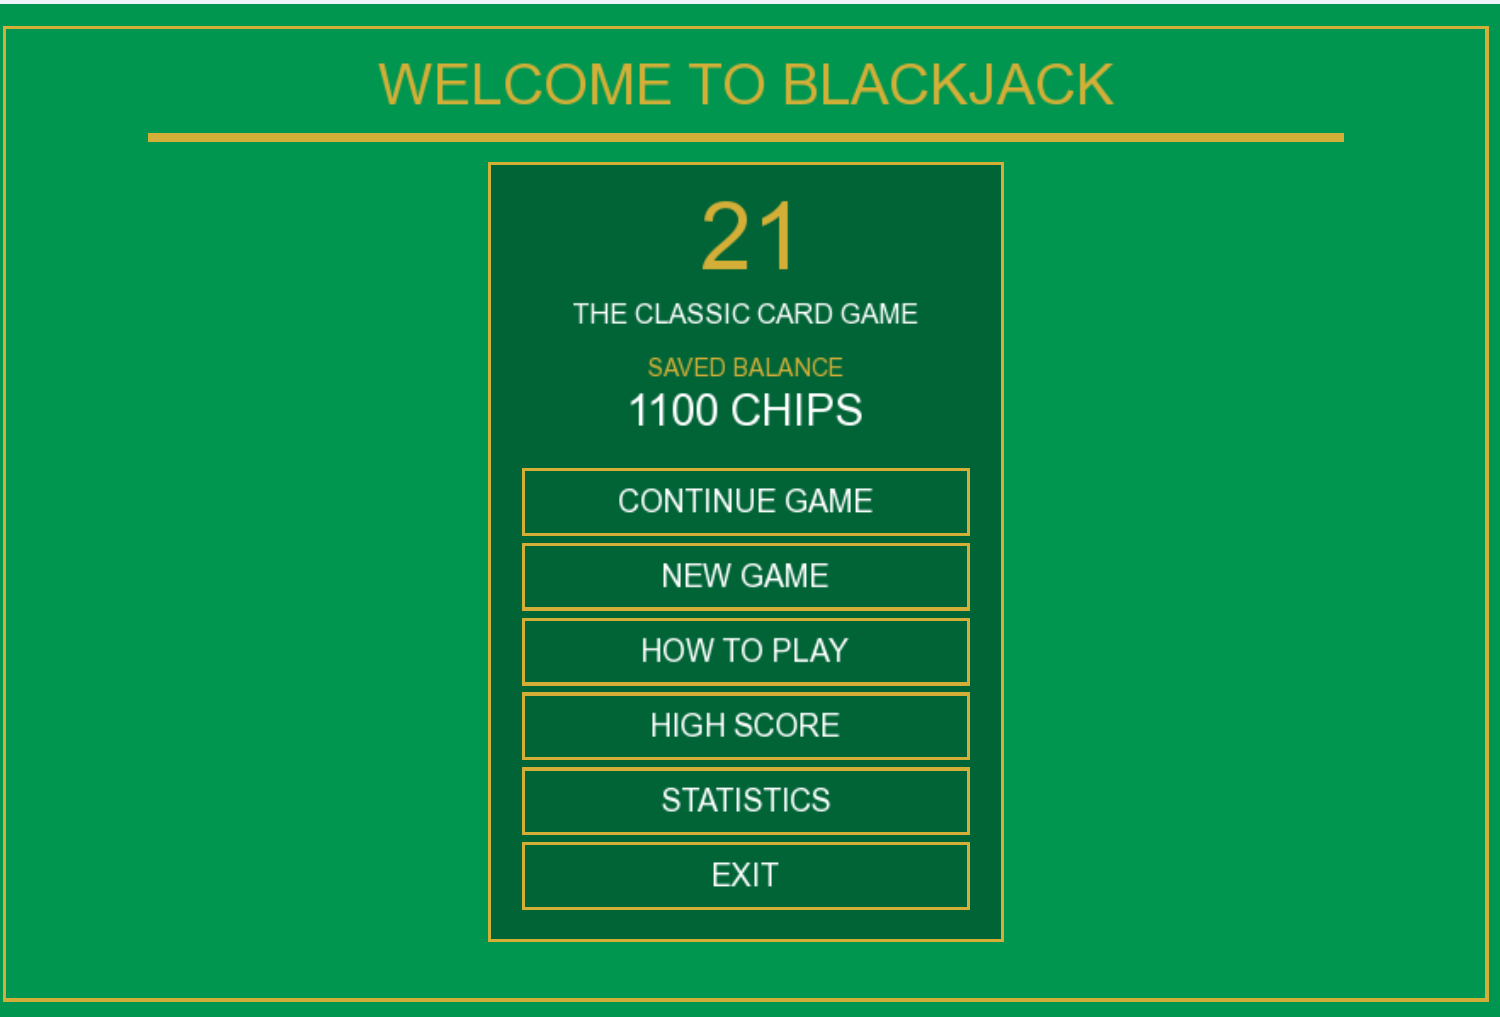 WELCOME TO BLACKJACK
21
THE CLASSIC CARD GAME
SAVED BALANCE
1100 CHIPS
CONTINUE GAME
NEW GAME
HOW TO PLAY
HIGH SCORE
STATISTICS
EXIT